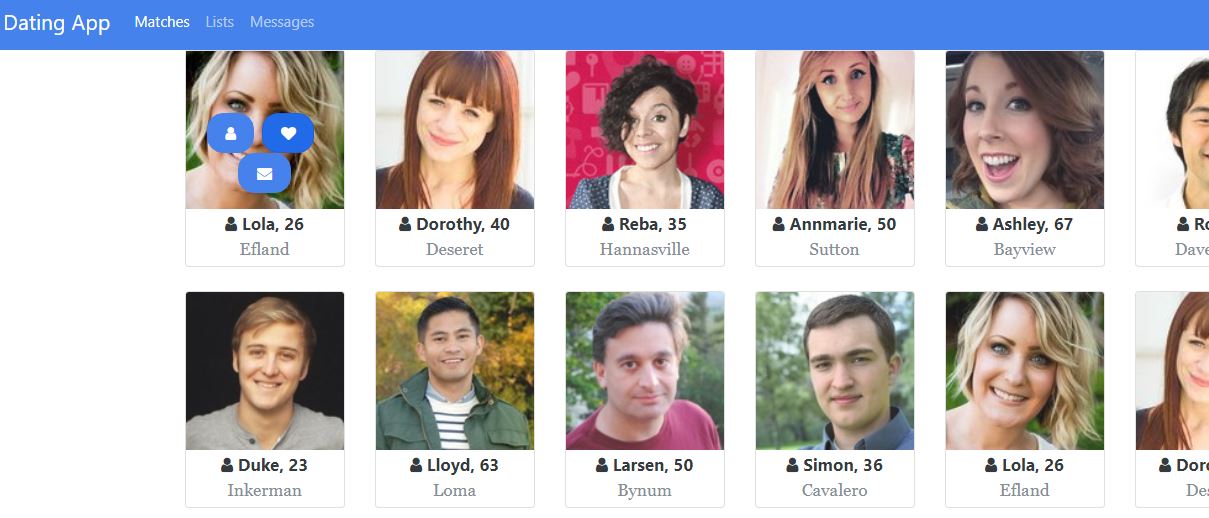 Dating App Matches Lists Messages
Lola, 26 Dorothy, 40 Reba, 35 Annmarie, 50 Ashley, 67
Efland Deseret Hannasville Sutton Bayview
Duke, 23 Lloyd, 63 Larsen, 50 Simon, 36 Lola, 26
Inkerman Loma Bynum Cavalero Efland